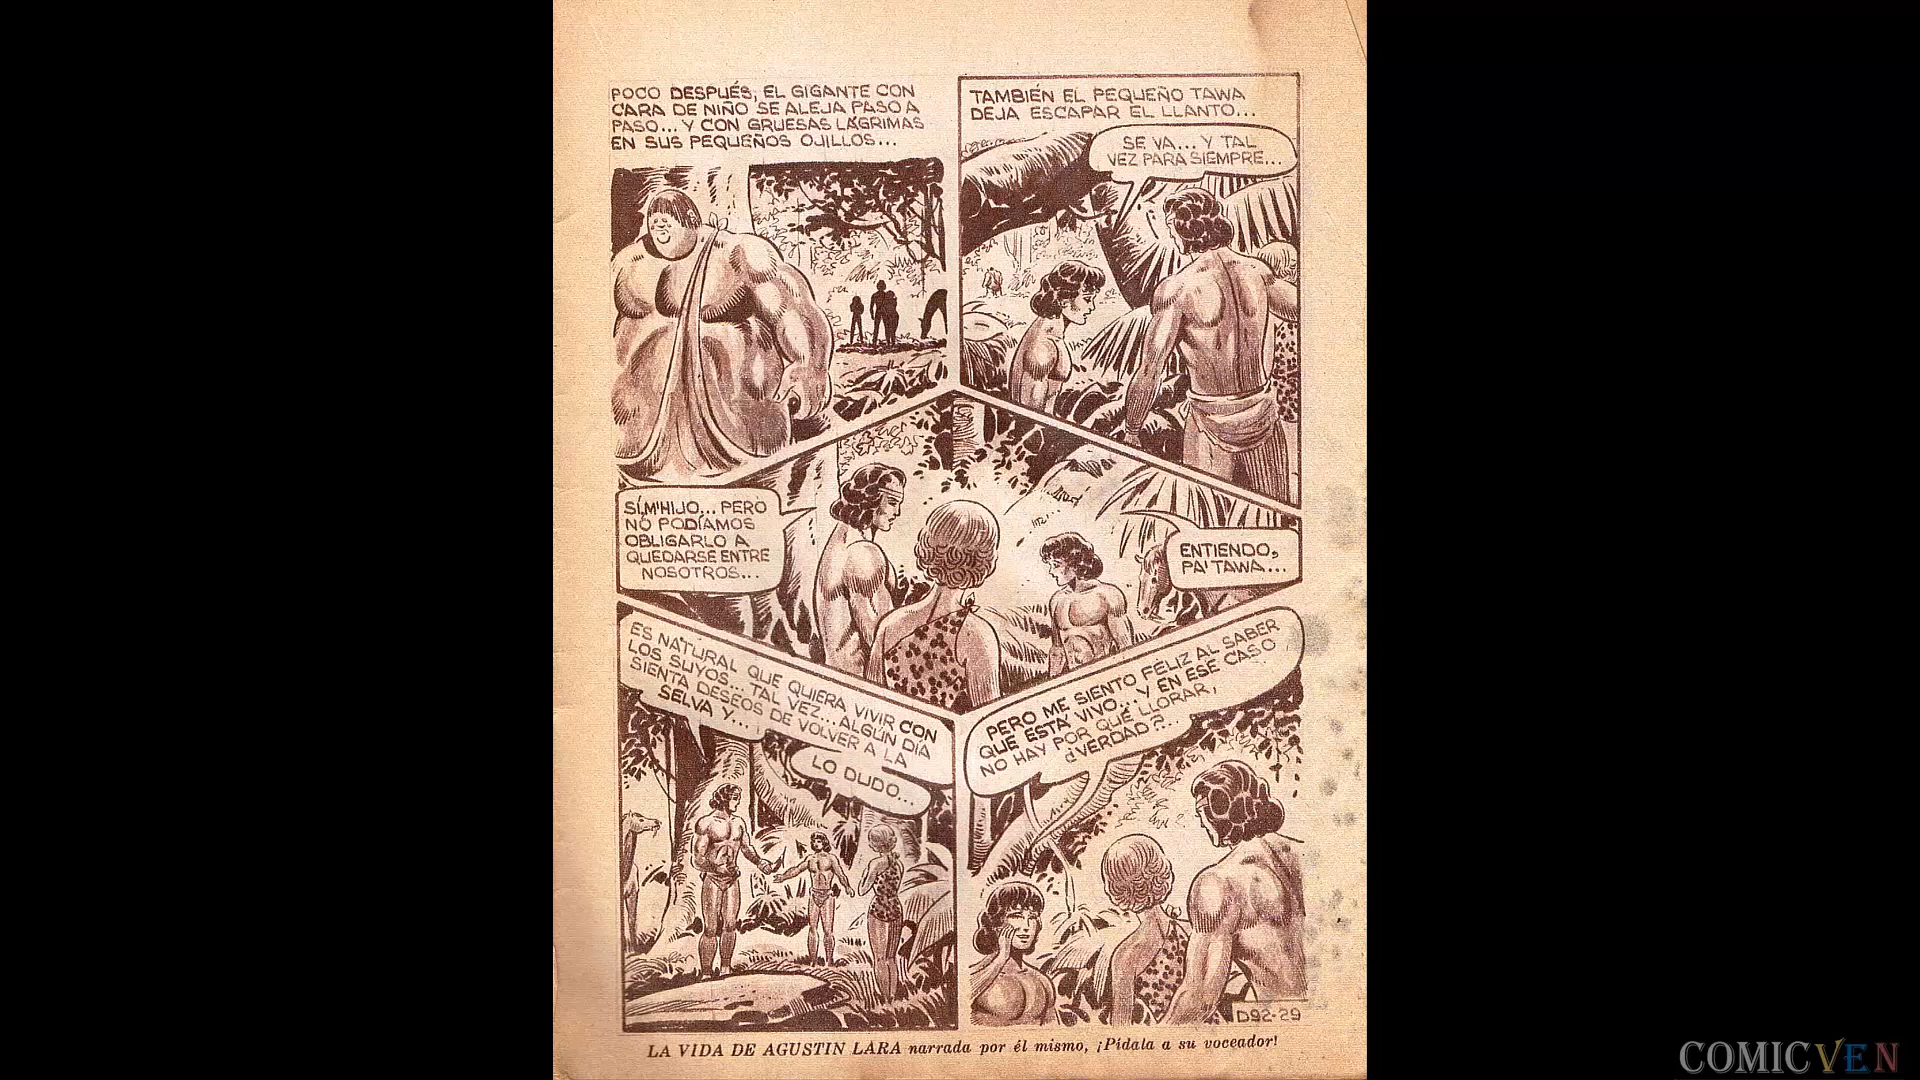 POCO DESPUÉS, EL GIGANTE CON
CARA DE NIÑO SE ALEJA PASO A
PASO... Y CON GRUESAS LÁGRIMAS
EN SUS PEQUEÑOS OJILLOS...
TAMBIÉN EL PEQUEÑO TAWA
DEJA ESCAPAR EL LLANTO...
SE VA... Y TAL
VEZ PARA SIEMPRE...
SÍ, M'HIJO... PERO
NO PODÍAMOS
OBLIGARLO A
QUEDARSE ENTRE
NOSOTROS...
ENTIENDO,
PA'TAWA...
ES NATURAL QUE QUIERA VIVIR CON
LOS SUYOS... TAL VEZ... ALGÚN DÍA
SIENTA DESEOS DE VOLVER A LA
SELVA Y...
LO DUDO...
PERO ME SIENTO FELIZ AL SABER
QUE ESTÁ VIVO... Y EN ESE CASO
NO HAY POR QUÉ LLORAR,
¿VERDAD?...
D92-29
LA VIDA DE AGUSTIN LARA narrada por él mismo, ¡Pídala a su voceador!
COMICVEN